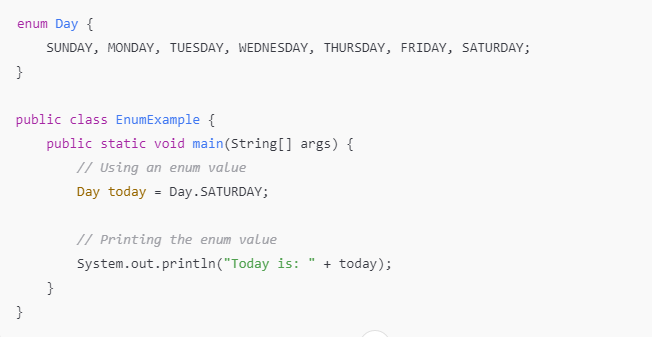 enum Day {
    SUNDAY, MONDAY, TUESDAY, WEDNESDAY, THURSDAY, FRIDAY, SATURDAY;
}

public class EnumExample {
    public static void main(String[] args) {
        // Using an enum value
        Day today = Day.SATURDAY;

        // Printing the enum value
        System.out.println("Today is: " + today);
    }
}